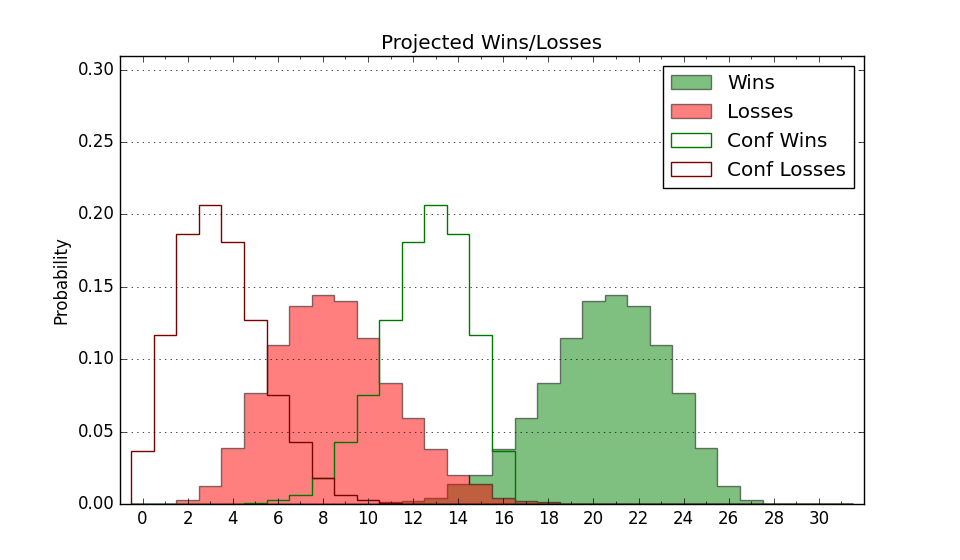 Projected Wins/Losses
0.30
0.25
0.20
0.15
0.10
0.05
0.00
Probability
Wins
Losses
Conf Wins
Conf Losses
0 2 4 6 8 10 12 14 16 18 20 22 24 26 28 30